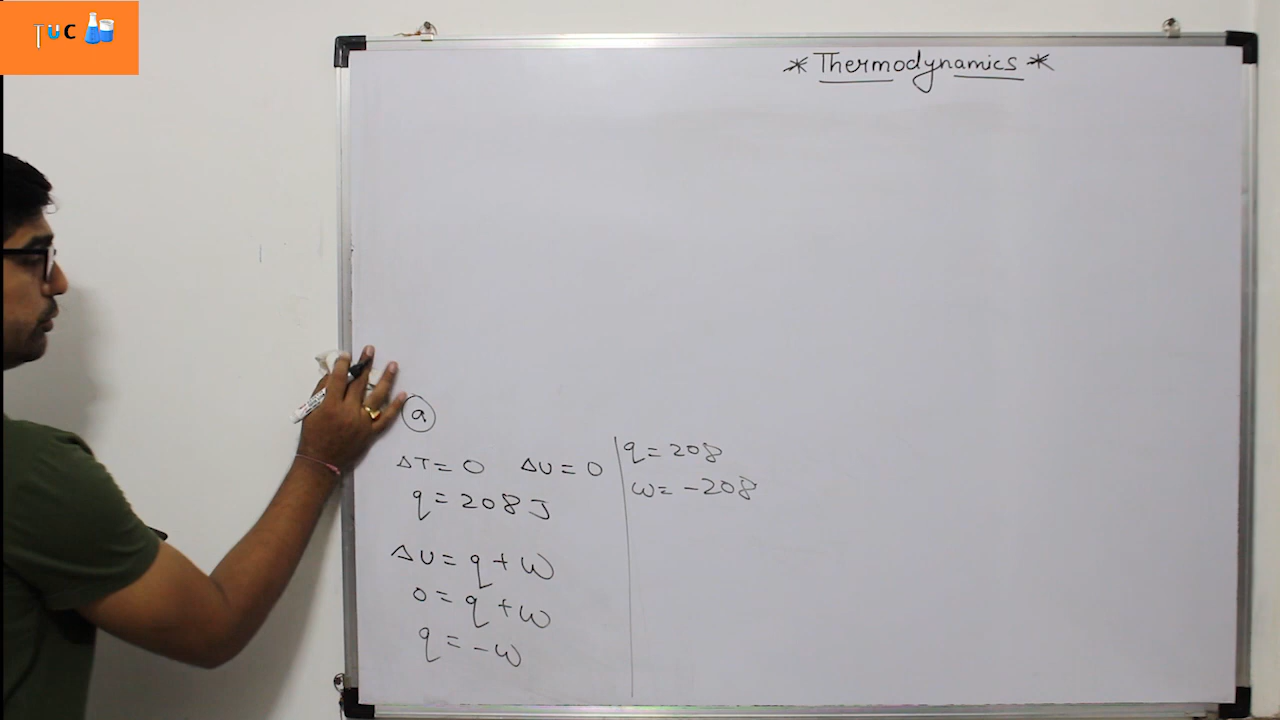 TUC
* Thermodynamics *
a
ΔT = 0 ΔU = 0
q = 208 J
ΔU = q + w
0 = q + w
q = -w
q = 208
w = -208